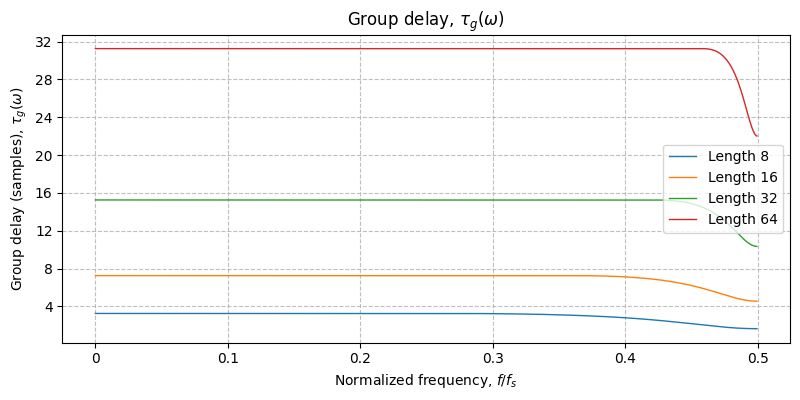 Group delay, τg(ω)
Group delay (samples), τg(ω)
32
28
24
20
16
12
8
4
Length 8
Length 16
Length 32
Length 64
0
0.1
0.2
0.3
0.4
0.5
Normalized frequency, f/fs